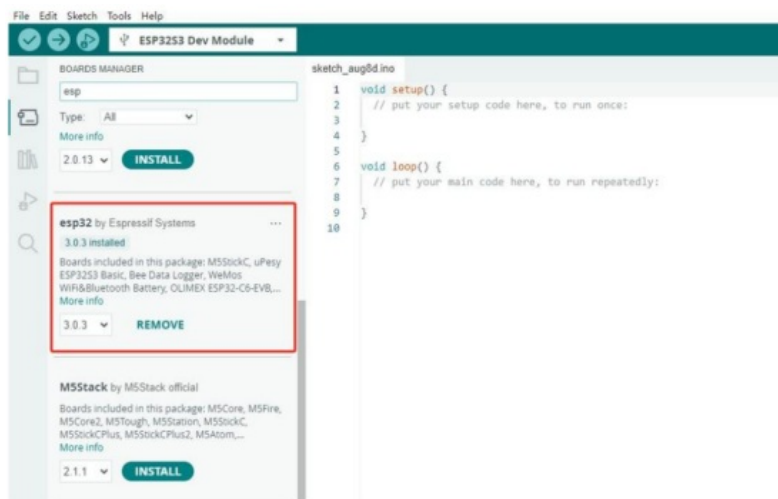 File Edit Sketch Tools Help
ESP32S3 Dev Module
BOARDS MANAGER
esp
Type: All
More info
2.0.13 INSTALL
esp32 by Espressif Systems ...
3.0.3 installed
Boards included in this package: M5StickC, uPesy
ESP32S3 Basic, Bee Data Logger, WeMos
WiFi&Bluetooth Battery, OLIMEX ESP32-C6-EVB,...
More info
3.0.3 REMOVE
M5Stack by M5Stack official
Boards included in this package: M5Core, M5Fire,
M5Core2, M5Tough, M5Station, M5StickC,
M5StickCPlus, M5StickCPlus2, M5Atom,...
More info
2.1.1 INSTALL
sketch_aug8d.ino
1 void setup() {
2 // put your setup code here, to run once:
3
4 }
5
6 void loop() {
7 // put your main code here, to run repeatedly:
8
9 }
10